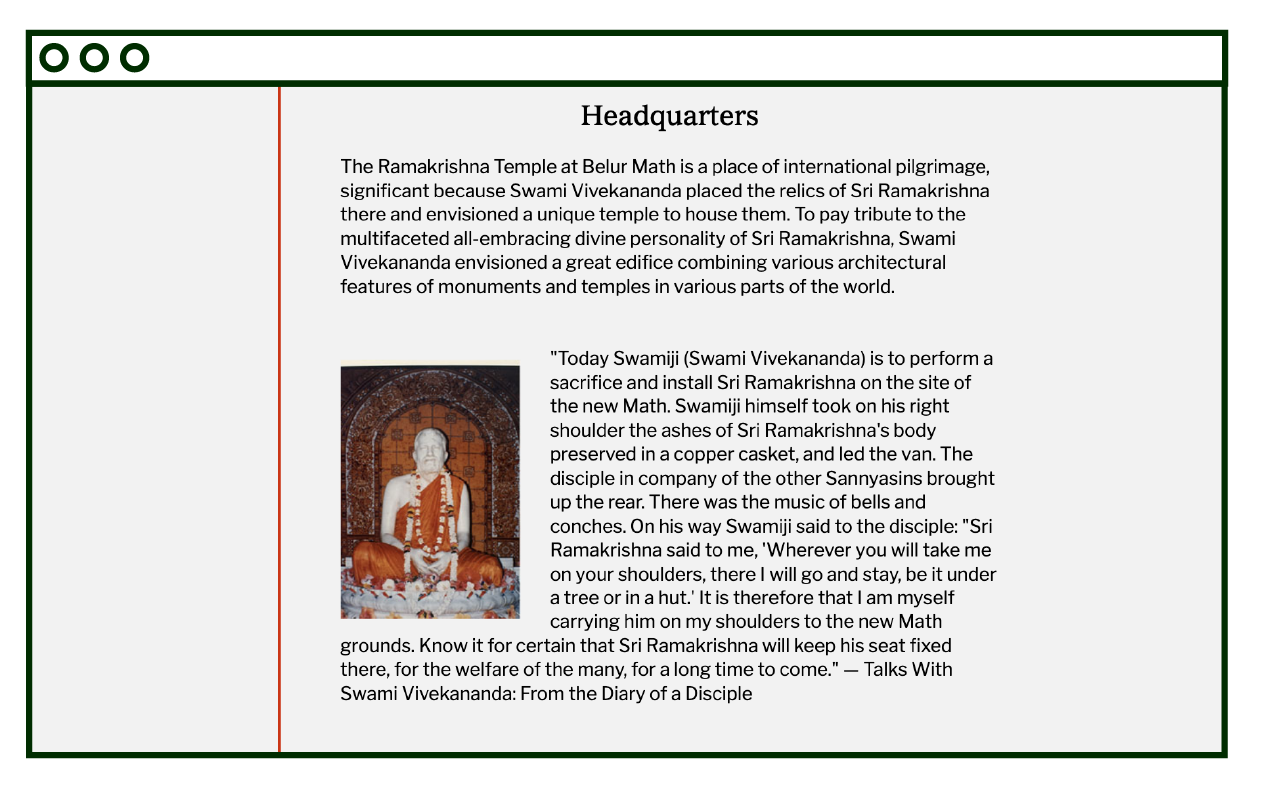 Headquarters
The Ramakrishna Temple at Belur Math is a place of international pilgrimage,
significant because Swami Vivekananda placed the relics of Sri Ramakrishna
there and envisioned a unique temple to house them. To pay tribute to the
multifaceted all-embracing divine personality of Sri Ramakrishna, Swami
Vivekananda envisioned a great edifice combining various architectural
features of monuments and temples in various parts of the world.
"Today Swamiji (Swami Vivekananda) is to perform a
sacrifice and install Sri Ramakrishna on the site of
the new Math. Swamiji himself took on his right
shoulder the ashes of Sri Ramakrishna's body
preserved in a copper casket, and led the van. The
disciple in company of the other Sannyasins brought
up the rear. There was the music of bells and
conches. On his way Swamiji said to the disciple: "Sri
Ramakrishna said to me, 'Wherever you will take me
on your shoulders, there I will go and stay, be it under
a tree or in a hut.' It is therefore that I am myself
carrying him on my shoulders to the new Math
grounds. Know it for certain that Sri Ramakrishna will keep his seat fixed
there, for the welfare of the many, for a long time to come." — Talks With
Swami Vivekananda: From the Diary of a Disciple